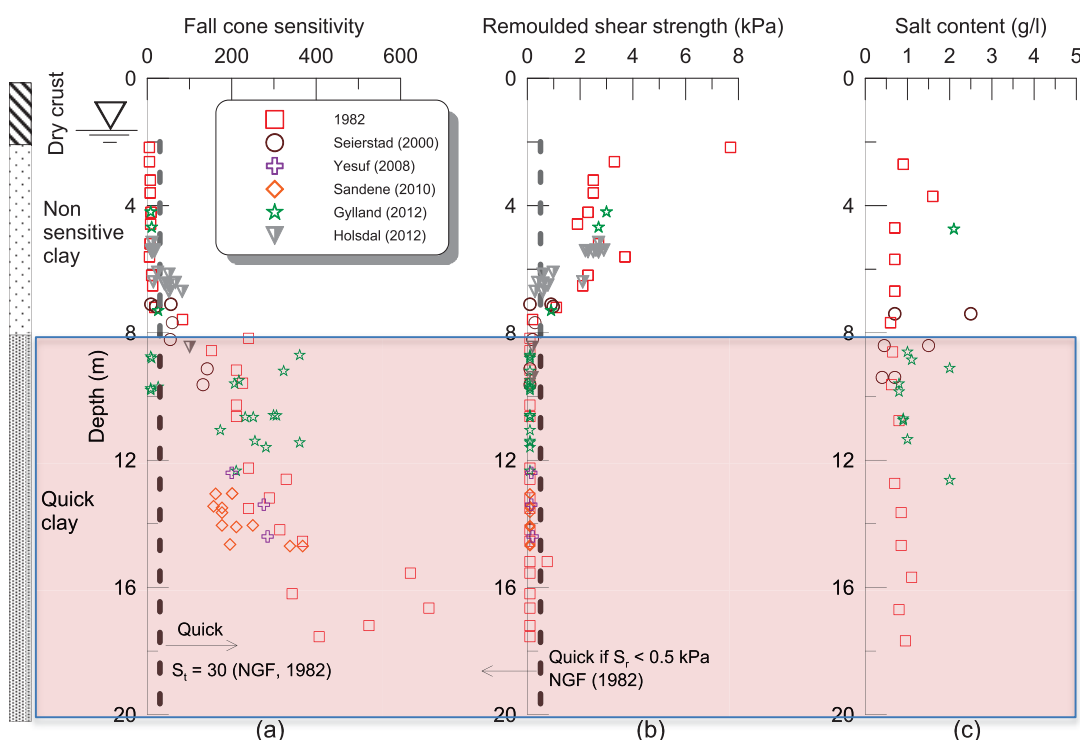 Fall cone sensitivity
Remoulded shear strength (kPa)
Salt content (g/l)
0 200 400 600
0 2 4 6 8
0 1 2 3 4 5
0
4
8
12
16
20
0
4
8
12
16
20
0
4
8
12
16
20
Dry crust
1982
Seierstad (2000)
Yesuf (2008)
Sandene (2010)
Gylland (2012)
Holsdal (2012)
Non
sensitive
clay
Depth (m)
Quick
clay
Quick
St = 30 (NGF, 1982)
Quick if Sr < 0.5 kPa
NGF (1982)
(a)
(b)
(c)